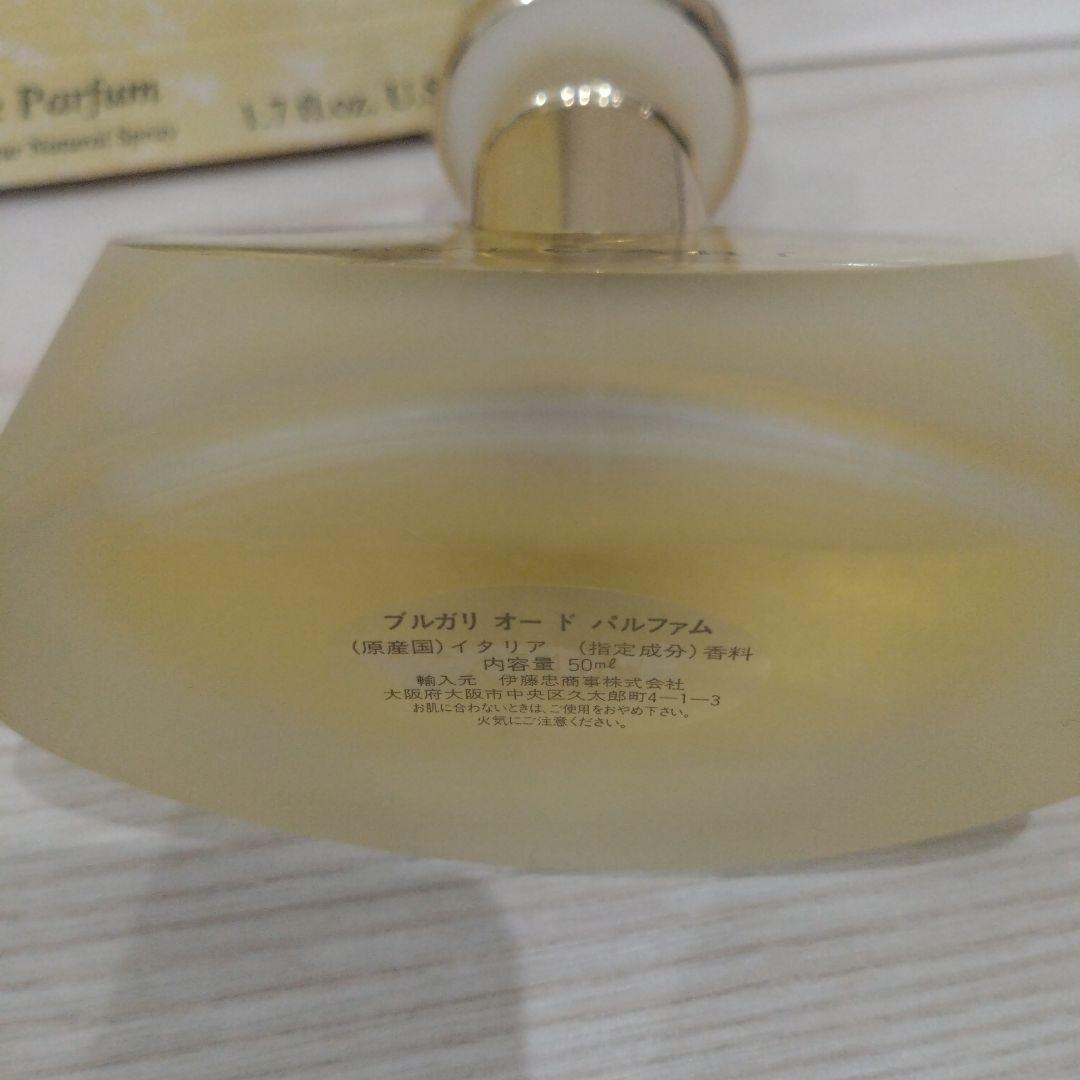 Parfum
Natural Spray
1.7 fl oz. U.S
ブルガリ オー ド パルファム
(原産国)イタリア (指定成分)香料
内容量 50mℓ
輸入元 伊藤忠商事株式会社
大阪府大阪市中央区久太郎町4―1―3
お肌に合わないときは、ご使用をおやめ下さい。
火気にご注意ください。